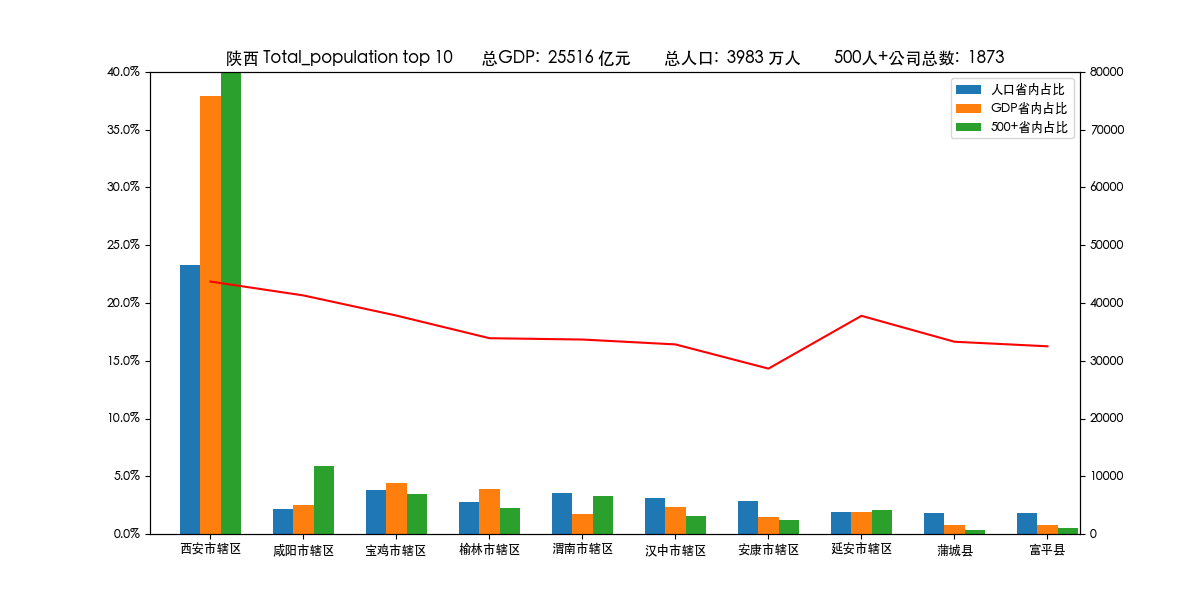 陕西 Total_population top 10 总GDP: 25516 亿元 总人口: 3983 万人 500人+公司总数: 1873
人口省内占比
GDP省内占比
500+省内占比
40.0%
35.0%
30.0%
25.0%
20.0%
15.0%
10.0%
5.0%
0.0%
80000
70000
60000
50000
40000
30000
20000
10000
0
西安市辖区
咸阳市辖区
宝鸡市辖区
榆林市辖区
渭南市辖区
汉中市辖区
安康市辖区
延安市辖区
蒲城县
富平县